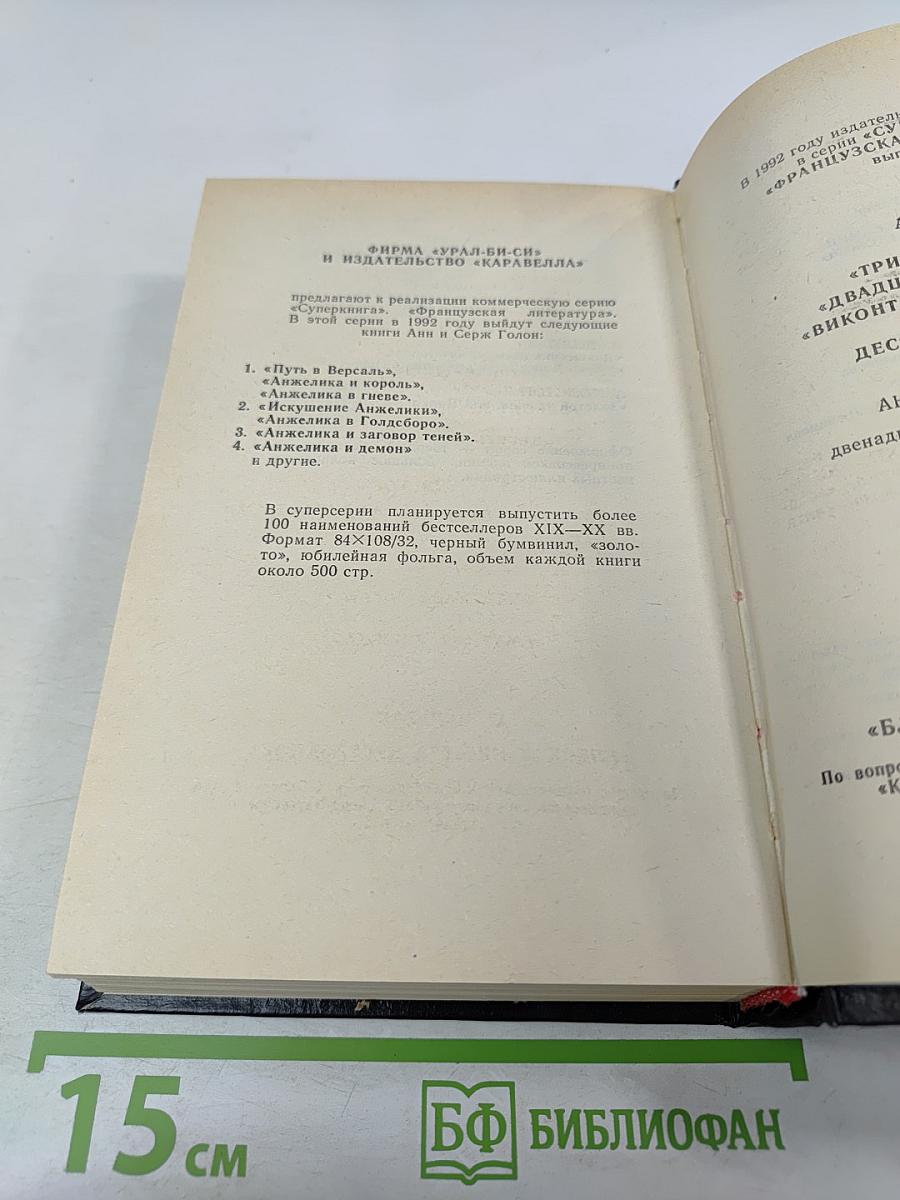 ФИРМА «УРАЛ-БИ-СИ»
И ИЗДАТЕЛЬСТВО «КАРАВЕЛЛА»
предлагают к реализации коммерческую серию
«Суперкнига». «Французская литература».
В этой серии в 1992 году выйдут следующие
книги Анн и Серж Голон:
1. «Путь в Версаль»,
«Анжелика и король»,
«Анжелика в гневе».
2. «Искушение Анжелики»,
«Анжелика в Голдсборо».
3. «Анжелика и заговор теней».
4. «Анжелика и демон»
и другие.
В суперсерии планируется выпустить более
100 наименований бестселлеров XIX—XX вв.
Формат 84×108/32, черный бумвинил, «золо-
то», юбилейная фольга, объем каждой книги
около 500 стр.
В 1992 году издатель
в серии «СУ
«ФРАНЦУЗСКА
вып
А
«ТРИ
«ДВАДЦ
«ВИКОНТ
ДЕС
АН
двенадц
«БЛ
По вопро
«К
15 см
БФ БИБЛИОФАН